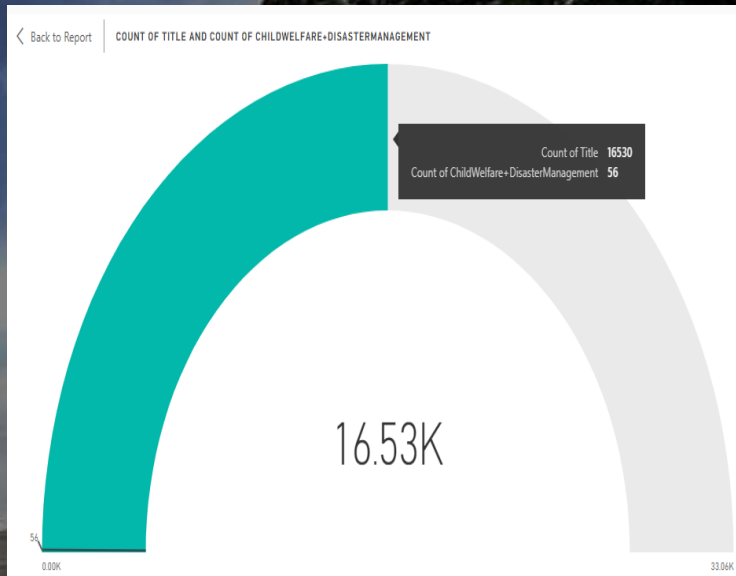 Back to Report
COUNT OF TITLE AND COUNT OF CHILDWELFARE+DISASTERMANAGEMENT
Count of Title 16530
Count of ChildWelfare+DisasterManagement 56
16.53K
56
0.00K
33.06K